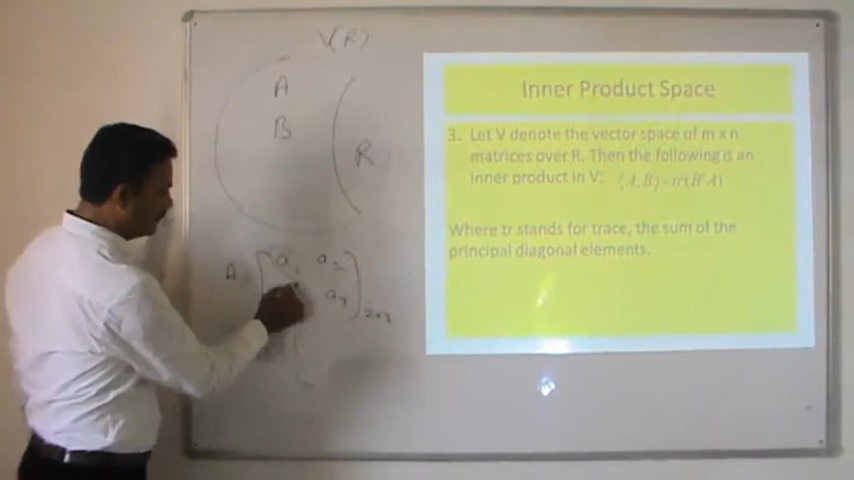 V(R)
A
B
R
A
a₁ a₂
a₄
2×2
Inner Product Space
3. Let V denote the vector space of m x n
matrices over R. Then the following is an
inner product in V: ⟨A,B⟩=tr(BᵗA)
Where tr stands for trace, the sum of the
principal diagonal elements.